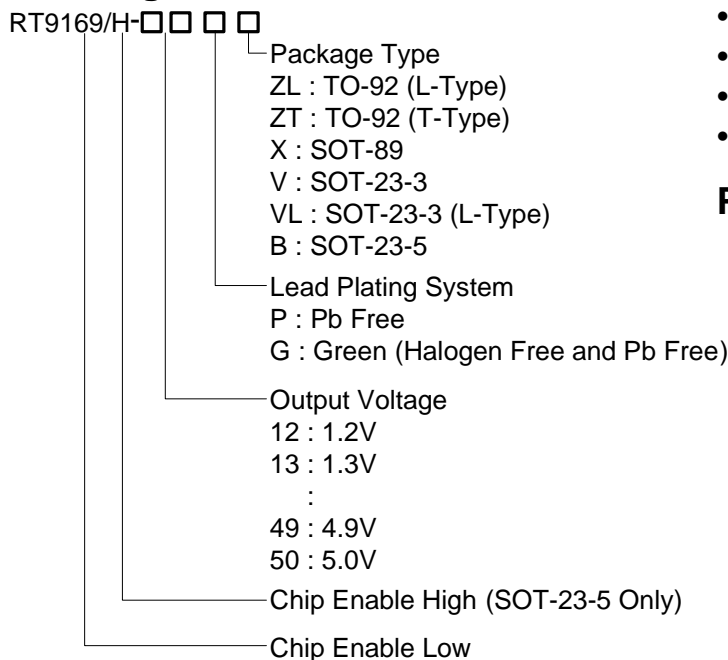 RT9169/H-□□ □ □
Package Type
ZL : TO-92 (L-Type)
ZT : TO-92 (T-Type)
X : SOT-89
V : SOT-23-3
VL : SOT-23-3 (L-Type)
B : SOT-23-5
Lead Plating System
P : Pb Free
G : Green (Halogen Free and Pb Free)
Output Voltage
12 : 1.2V
13 : 1.3V
:
49 : 4.9V
50 : 5.0V
Chip Enable High (SOT-23-5 Only)
Chip Enable Low